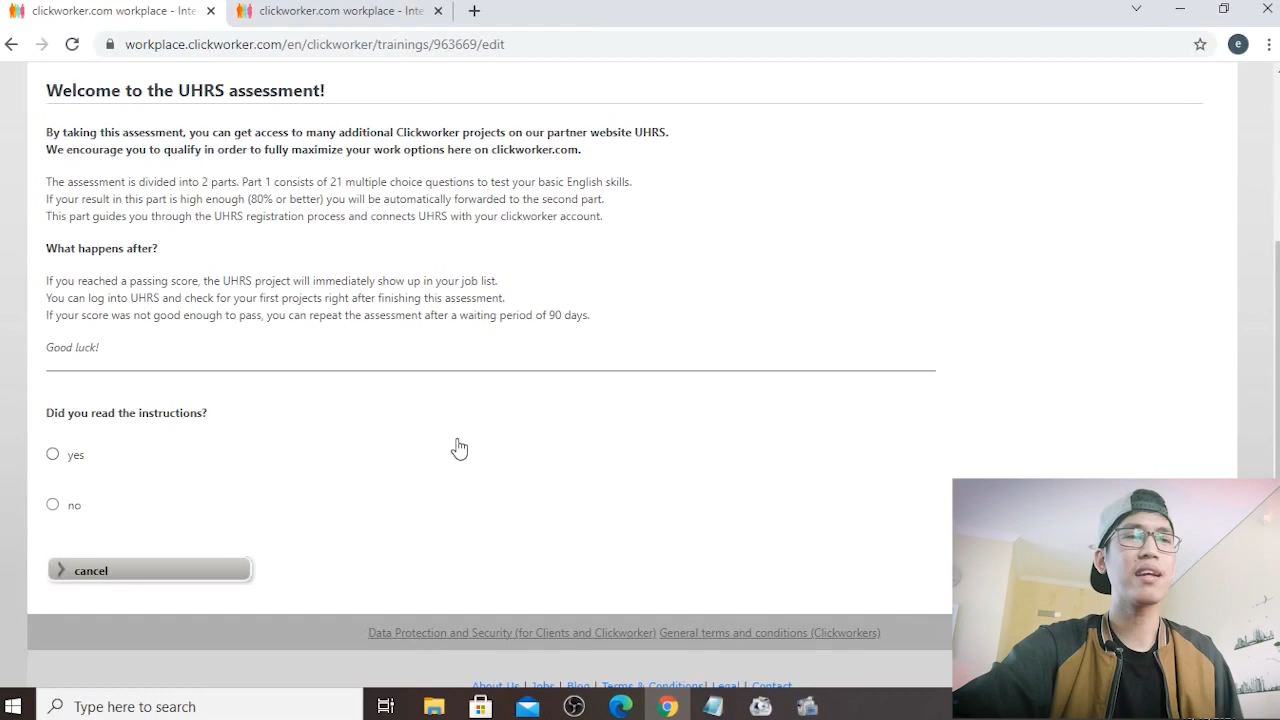 clickworker.com workplace - Inte
clickworker.com workplace - Inte
workplace.clickworker.com/en/clickworker/trainings/963669/edit
e
Welcome to the UHRS assessment!
By taking this assessment, you can get access to many additional Clickworker projects on our partner website UHRS.
We encourage you to qualify in order to fully maximize your work options here on clickworker.com.
The assessment is divided into 2 parts. Part 1 consists of 21 multiple choice questions to test your basic English skills.
If your result in this part is high enough (80% or better) you will be automatically forwarded to the second part.
This part guides you through the UHRS registration process and connects UHRS with your clickworker account.
What happens after?
If you reached a passing score, the UHRS project will immediately show up in your job list.
You can log into UHRS and check for your first projects right after finishing this assessment.
If your score was not good enough to pass, you can repeat the assessment after a waiting period of 90 days.
Good luck!
Did you read the instructions?
yes
no
cancel
Data Protection and Security (for Clients and Clickworker) General terms and conditions (Clickworkers)
About Us | Jobs | Blog | Terms & Conditions | Legal | Contact
Type here to search